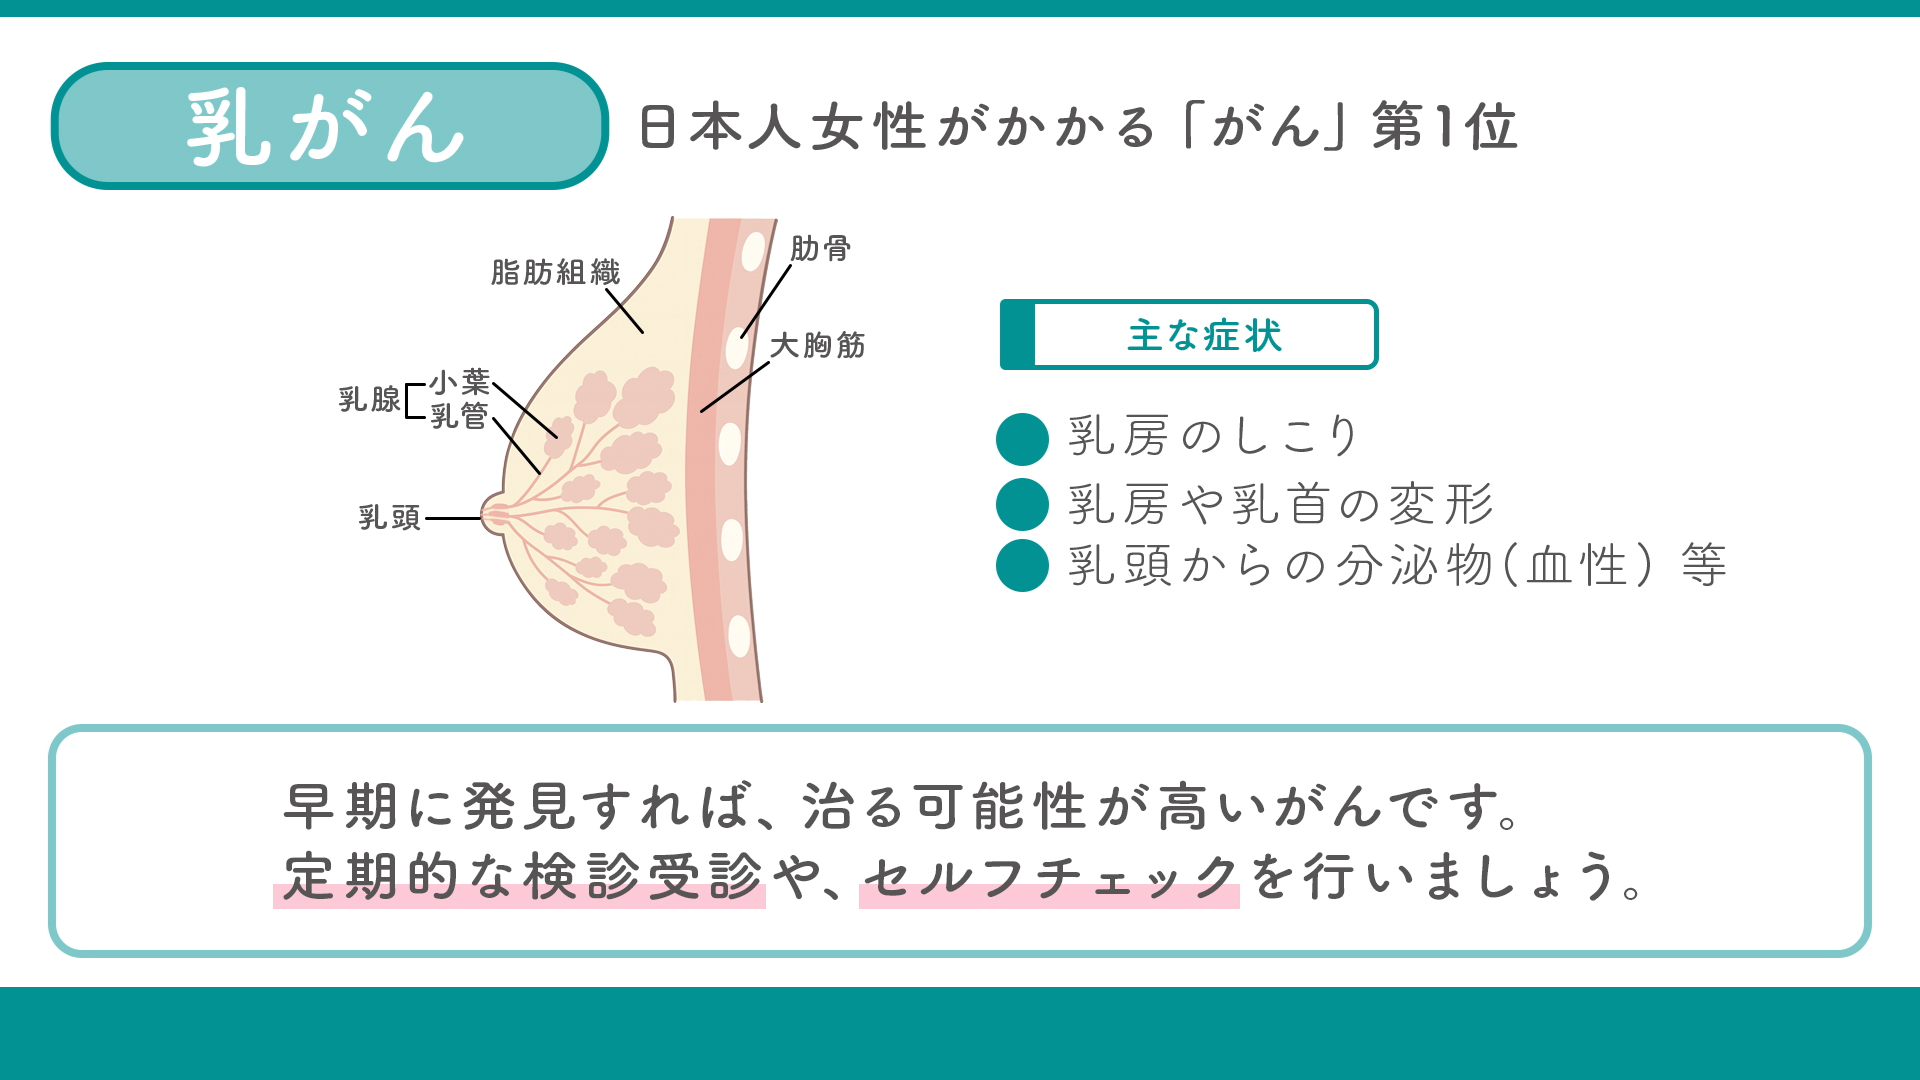 乳がん
日本人女性がかかる「がん」第1位
脂肪組織
肋骨
大胸筋
乳腺
小葉
乳管
乳頭
主な症状
乳房のしこり
乳房や乳首の変形
乳頭からの分泌物(血性) 等
早期に発見すれば、治る可能性が高いがんです。
定期的な検診受診や、セルフチェックを行いましょう。